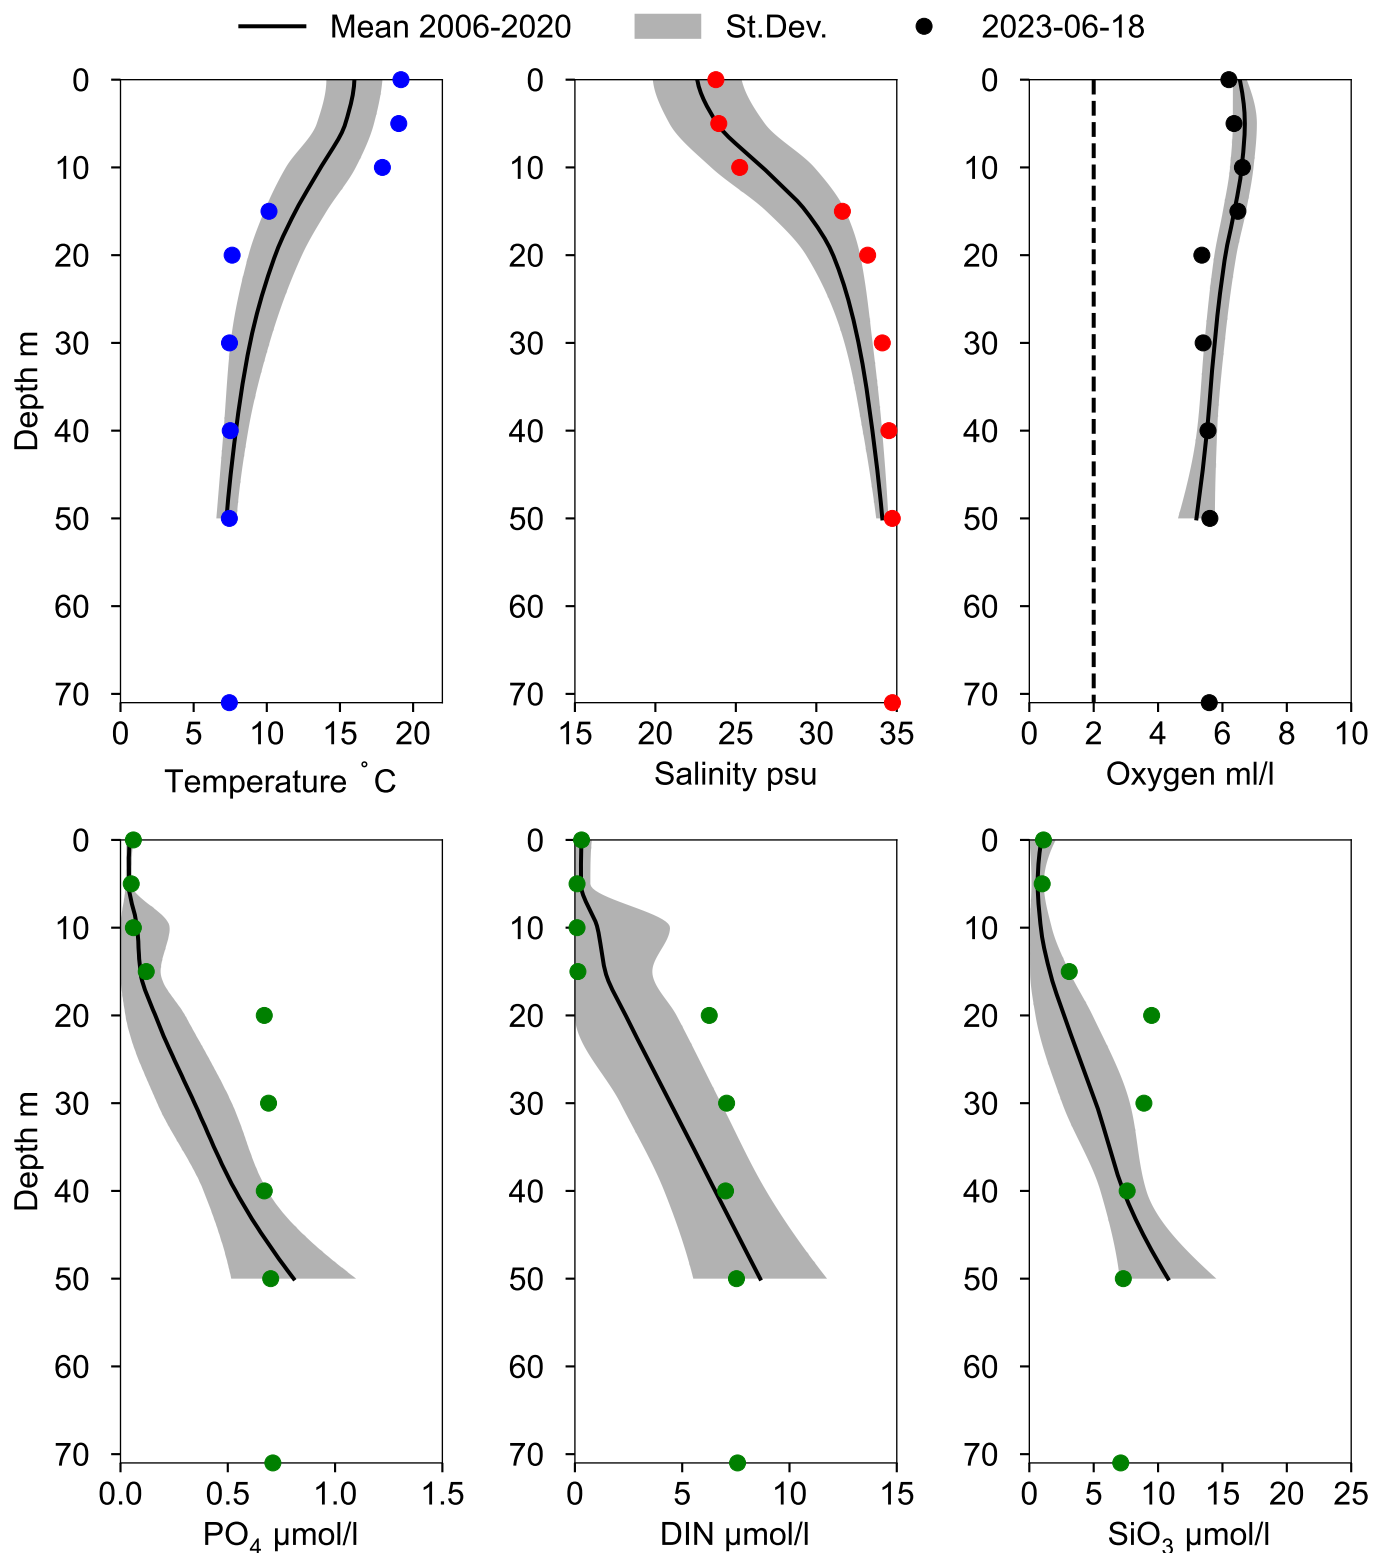 Mean 2006-2020 St.Dev. 2023-06-18
0 0 0
10 10 10
20 20 20
30 30 30
40 40 40
50 50 50
60 60 60
70 70 70
Depth m
0 5 10 15 20 15 20 25 30 35 0 2 4 6 8 10
Temperature °C Salinity psu Oxygen ml/l
0 0 0
10 10 10
20 20 20
30 30 30
40 40 40
50 50 50
60 60 60
70 70 70
Depth m
0.0 0.5 1.0 1.5 0 5 10 15 0 5 10 15 20 25
PO₄ μmol/l DIN μmol/l SiO₃ μmol/l